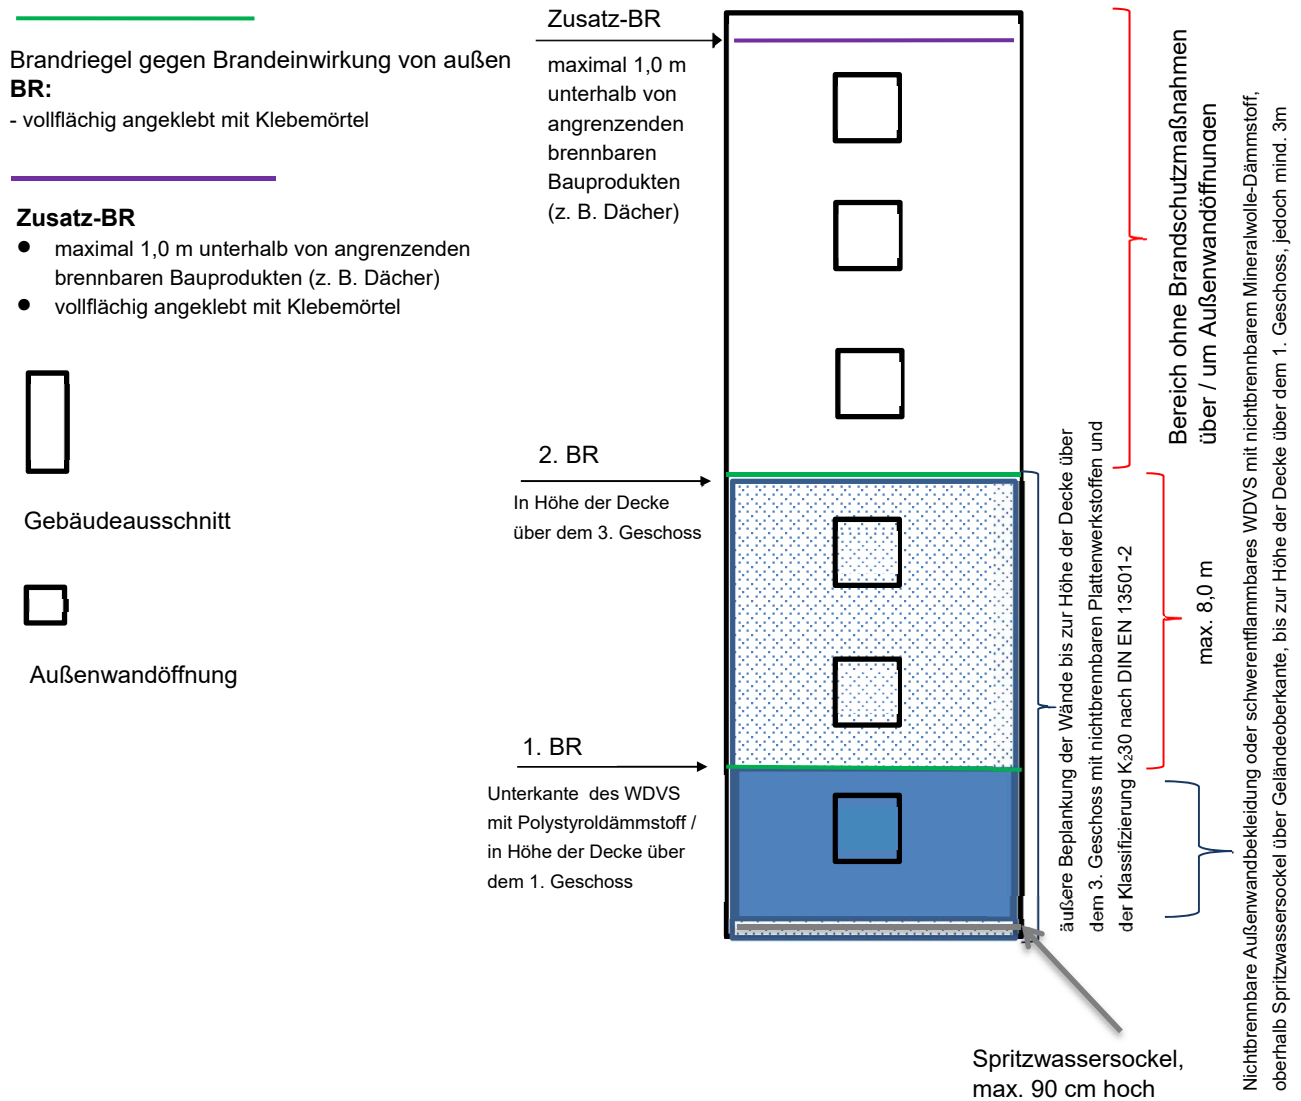 Brandriegel gegen Brandeinwirkung von außen
BR:
- vollflächig angeklebt mit Klebemörtel
Zusatz-BR
● maximal 1,0 m unterhalb von angrenzenden
brennbaren Bauprodukten (z. B. Dächer)
● vollflächig angeklebt mit Klebemörtel
Gebäudeausschnitt
Außenwandöffnung
Zusatz-BR
maximal 1,0 m
unterhalb von
angrenzenden
brennbaren
Bauprodukten
(z. B. Dächer)
2. BR
In Höhe der Decke
über dem 3. Geschoss
1. BR
Unterkante des WDVS
mit Polystyroldämmstoff /
in Höhe der Decke über
dem 1. Geschoss
äußere Beplankung der Wände bis zur Höhe der Decke über
dem 3. Geschoss mit nichtbrennbaren Plattenwerkstoffen und
der Klassifizierung K₂30 nach DIN EN 13501-2
max. 8,0 m
Bereich ohne Brandschutzmaßnahmen
über / um Außenwandöffnungen
Nichtbrennbare Außenwandbekleidung oder schwerentflammbares WDVS mit nichtbrennbarem Mineralwolle-Dämmstoff,
oberhalb Spritzwassersockel über Geländeoberkante, bis zur Höhe der Decke über dem 1. Geschoss, jedoch mind. 3m
Spritzwassersockel,
max. 90 cm hoch